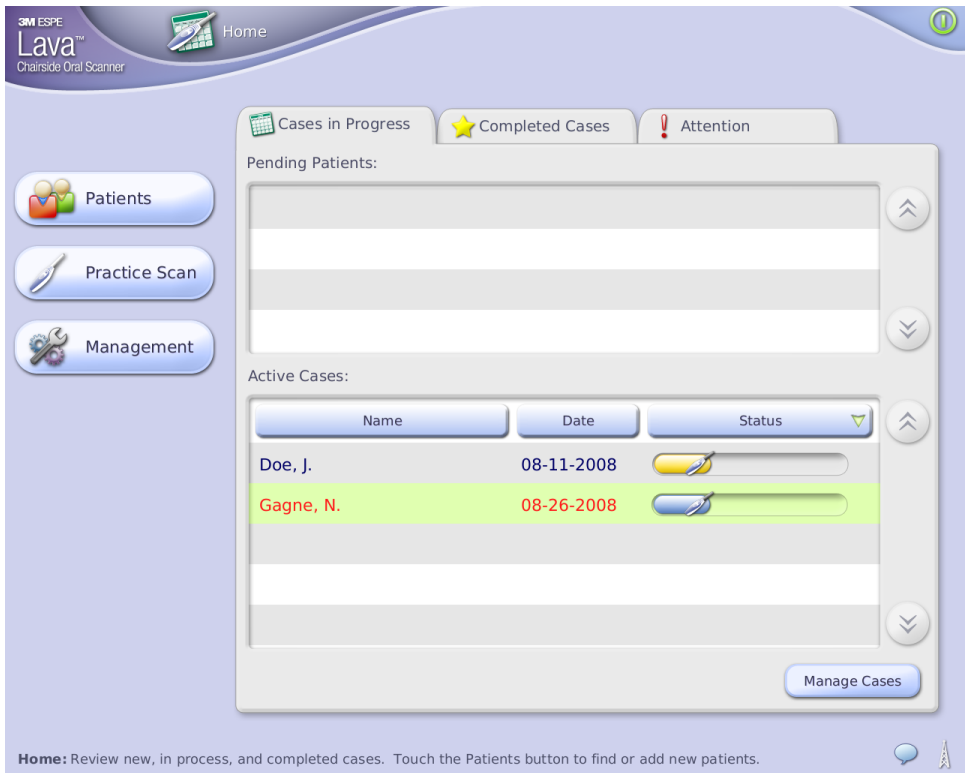 3M ESPE
Lava™
Chairside Oral Scanner
Home
Cases in Progress
Completed Cases
Attention
Pending Patients:
Patients
Practice Scan
Management
Active Cases:
Name Date Status
Doe, J. 08-11-2008
Gagne, N. 08-26-2008
Manage Cases
Home: Review new, in process, and completed cases. Touch the Patients button to find or add new patients.